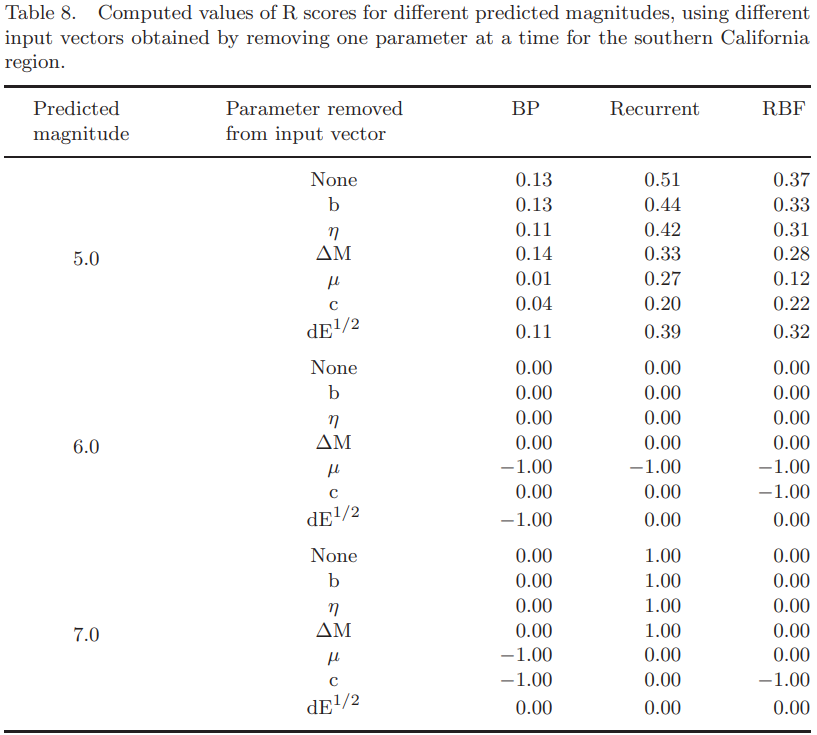 Table 8. Computed values of R scores for different predicted magnitudes, using different
input vectors obtained by removing one parameter at a time for the southern California
region.
Predicted magnitude Parameter removed from input vector BP Recurrent RBF
5.0
None 0.13 0.51 0.37
b 0.13 0.44 0.33
η 0.11 0.42 0.31
ΔM 0.14 0.33 0.28
μ 0.01 0.27 0.12
c 0.04 0.20 0.22
dE^1/2 0.11 0.39 0.32
6.0
None 0.00 0.00 0.00
b 0.00 0.00 0.00
η 0.00 0.00 0.00
ΔM 0.00 0.00 0.00
μ −1.00 −1.00 −1.00
c 0.00 0.00 −1.00
dE^1/2 −1.00 0.00 0.00
7.0
None 0.00 1.00 0.00
b 0.00 1.00 0.00
η 0.00 1.00 0.00
ΔM 0.00 1.00 0.00
μ −1.00 0.00 0.00
c −1.00 0.00 −1.00
dE^1/2 0.00 0.00 0.00